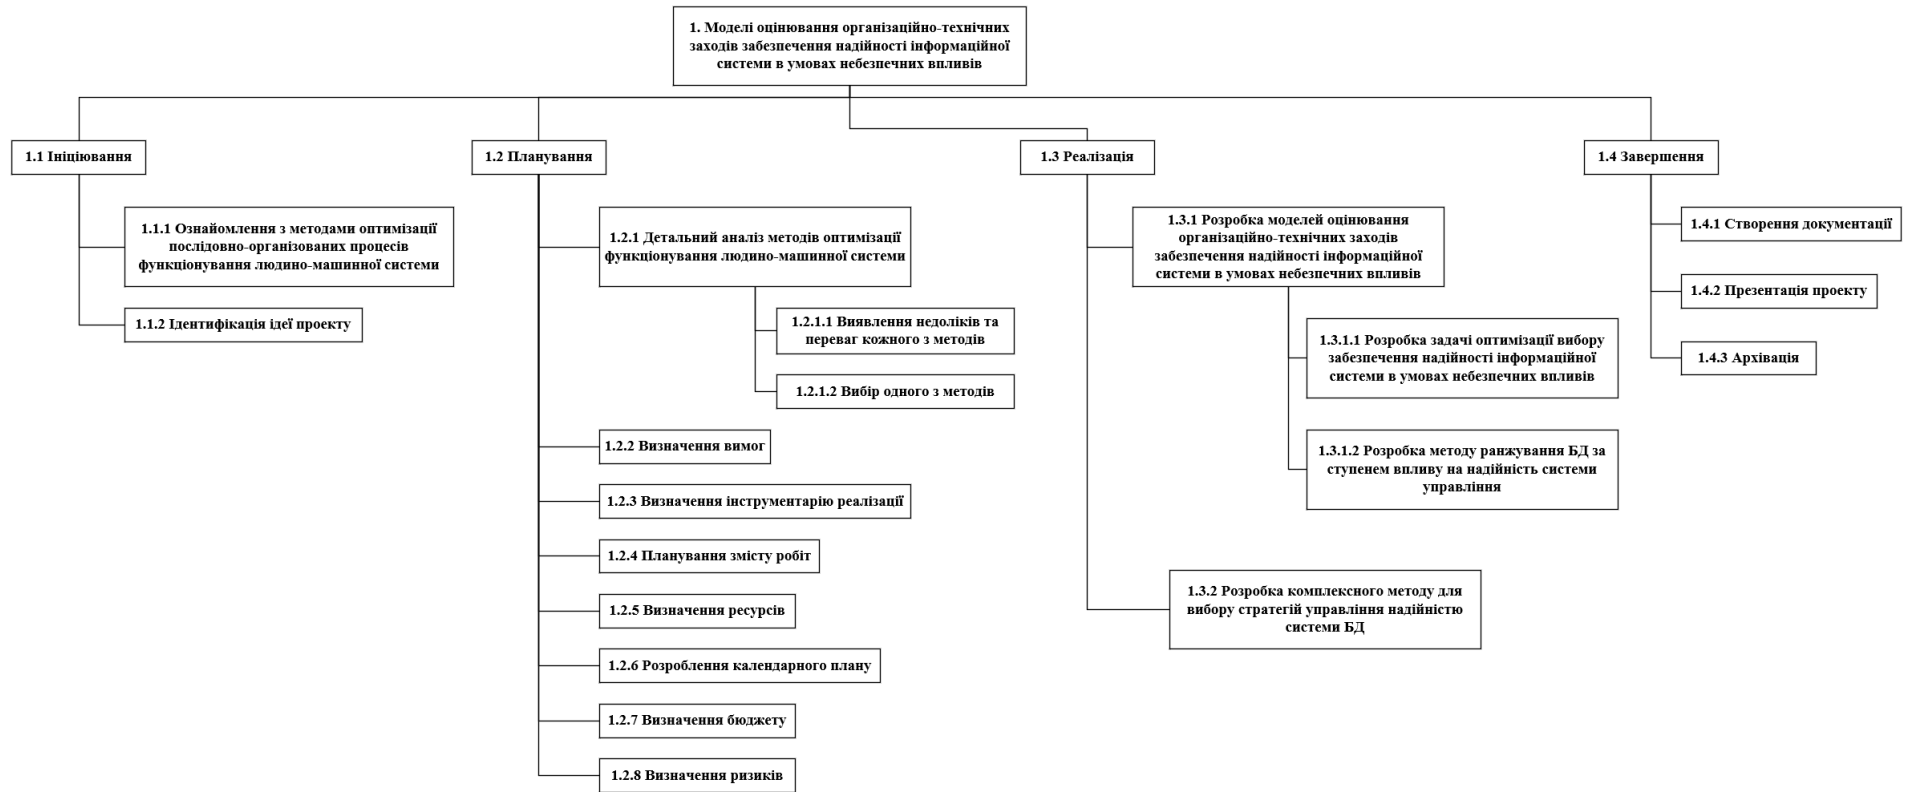 1. Моделі оцінювання організаційно-технічних
заходів забезпечення надійності інформаційної
системи в умовах небезпечних впливів
1.1 Ініціювання
1.1.1 Ознайомлення з методами оптимізації
послідовно-організованих процесів
функціонування людино-машинної системи
1.1.2 Ідентифікація ідеї проекту
1.2 Планування
1.2.1 Детальний аналіз методів оптимізації
функціонування людино-машинної системи
1.2.1.1 Виявлення недоліків та
переваг кожного з методів
1.2.1.2 Вибір одного з методів
1.2.2 Визначення вимог
1.2.3 Визначення інструментарію реалізації
1.2.4 Планування змісту робіт
1.2.5 Визначення ресурсів
1.2.6 Розроблення календарного плану
1.2.7 Визначення бюджету
1.2.8 Визначення ризиків
1.3 Реалізація
1.3.1 Розробка моделей оцінювання
організаційно-технічних заходів
забезпечення надійності інформаційної
системи в умовах небезпечних впливів
1.3.1.1 Розробка задачі оптимізації вибору
забезпечення надійності інформаційної
системи в умовах небезпечних впливів
1.3.1.2 Розробка методу ранжування БД за
ступенем впливу на надійність системи
управління
1.3.2 Розробка комплексного методу для
вибору стратегій управління надійністю
системи БД
1.4 Завершення
1.4.1 Створення документації
1.4.2 Презентація проекту
1.4.3 Архівація